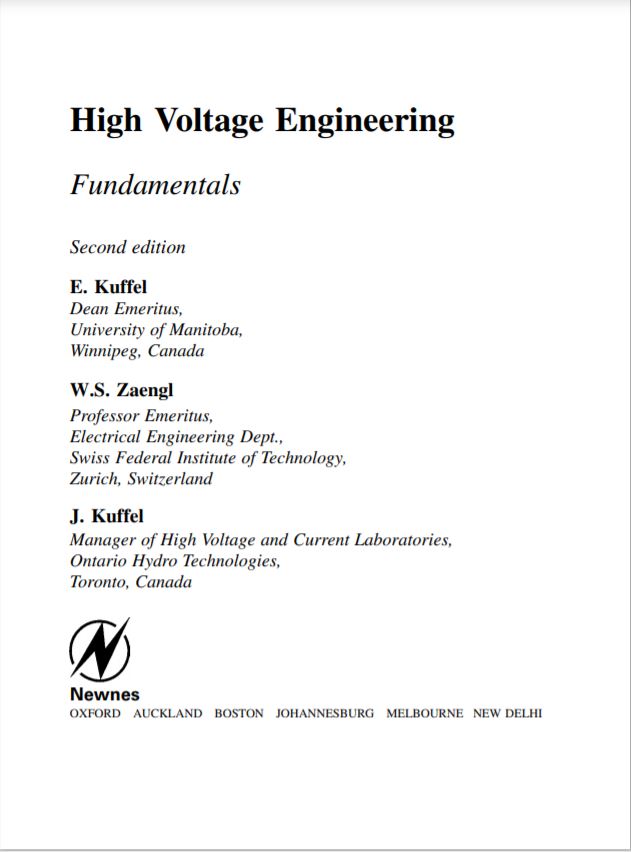 High Voltage Engineering
Fundamentals
Second edition
E. Kuffel
Dean Emeritus,
University of Manitoba,
Winnipeg, Canada
W.S. Zaengl
Professor Emeritus,
Electrical Engineering Dept.,
Swiss Federal Institute of Technology,
Zurich, Switzerland
J. Kuffel
Manager of High Voltage and Current Laboratories,
Ontario Hydro Technologies,
Toronto, Canada
Newnes
OXFORD AUCKLAND BOSTON JOHANNESBURG MELBOURNE NEW DELHI